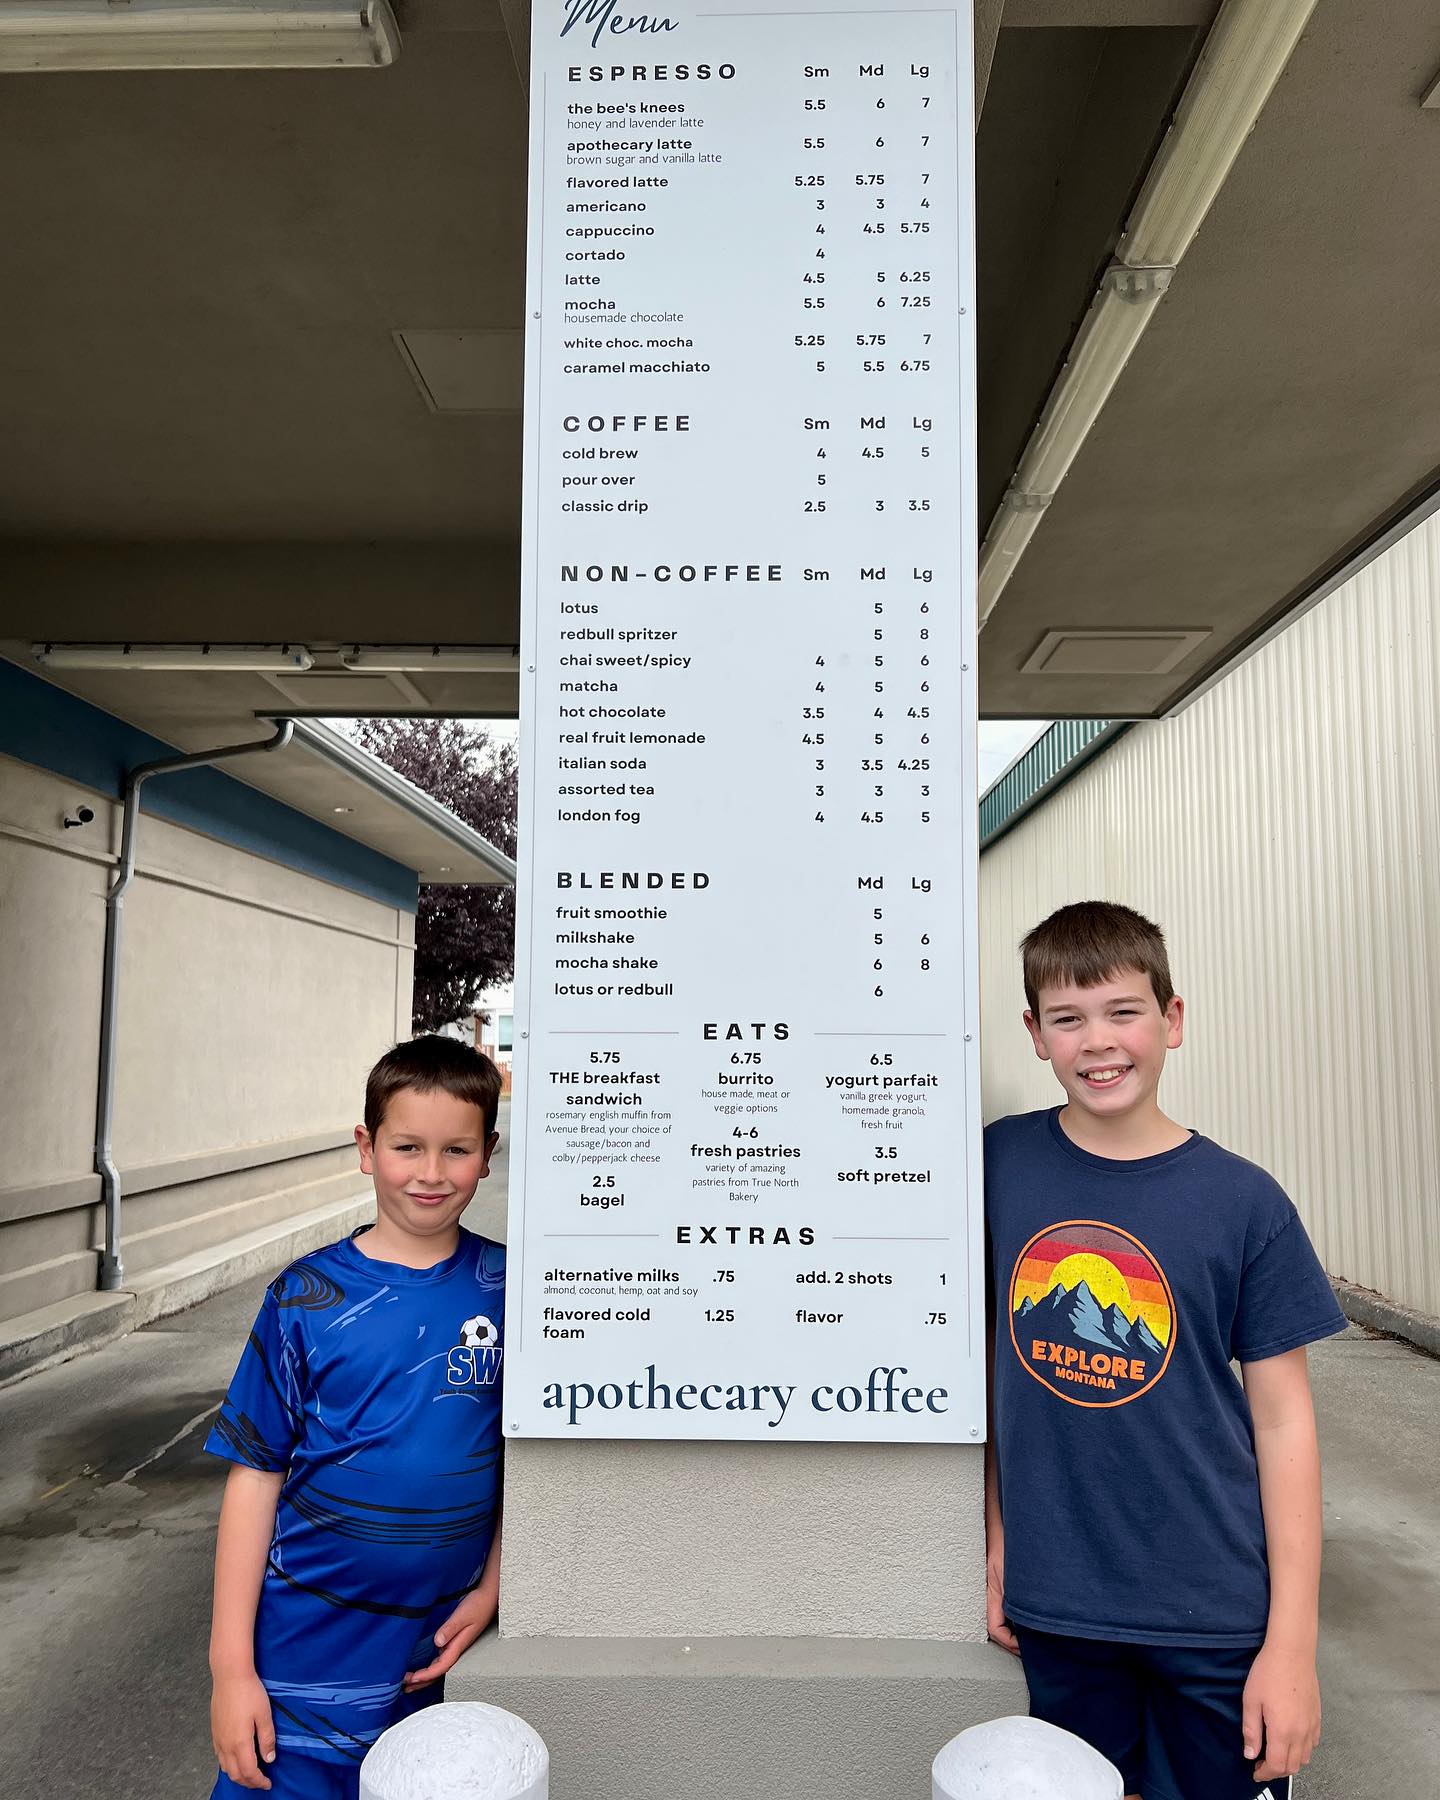 Menu
ESPRESSO Sm Md Lg
the bee's knees 5.5 6 7
honey and lavender latte
apothecary latte 5.5 6 7
brown sugar and vanilla latte
flavored latte 5.25 5.75 7
americano 3 3 4
cappuccino 4 4.5 5.75
cortado 4
latte 4.5 5 6.25
mocha 5.5 6 7.25
housemade chocolate
white choc. mocha 5.25 5.75 7
caramel macchiato 5 5.5 6.75
COFFEE Sm Md Lg
cold brew 4 4.5 5
pour over 5
classic drip 2.5 3 3.5
NON-COFFEE Sm Md Lg
lotus 5 6
redbull spritzer 5 8
chai sweet/spicy 4 5 6
matcha 4 5 6
hot chocolate 3.5 4 4.5
real fruit lemonade 4.5 5 6
italian soda 3 3.5 4.25
assorted tea 3 3 3
london fog 4 4.5 5
BLENDED Md Lg
fruit smoothie 5
milkshake 5 6
mocha shake 6 8
lotus or redbull 6
EATS
5.75
THE breakfast
sandwich
rosemary english muffin from
Avenue Bread, your choice of
sausage/bacon and
colby/pepperjack cheese
2.5
bagel
6.75
burrito
house made, meat or
veggie options
4-6
fresh pastries
variety of amazing
pastries from True North
Bakery
6.5
yogurt parfait
vanilla greek yogurt,
homemade granola,
fresh fruit
3.5
soft pretzel
EXTRAS
alternative milks .75
almond, coconut, hemp, oat and soy
flavored cold 1.25
foam
add. 2 shots 1
flavor .75
apothecary coffee
SW
Youth Soccer
EXPLORE
MONTANA